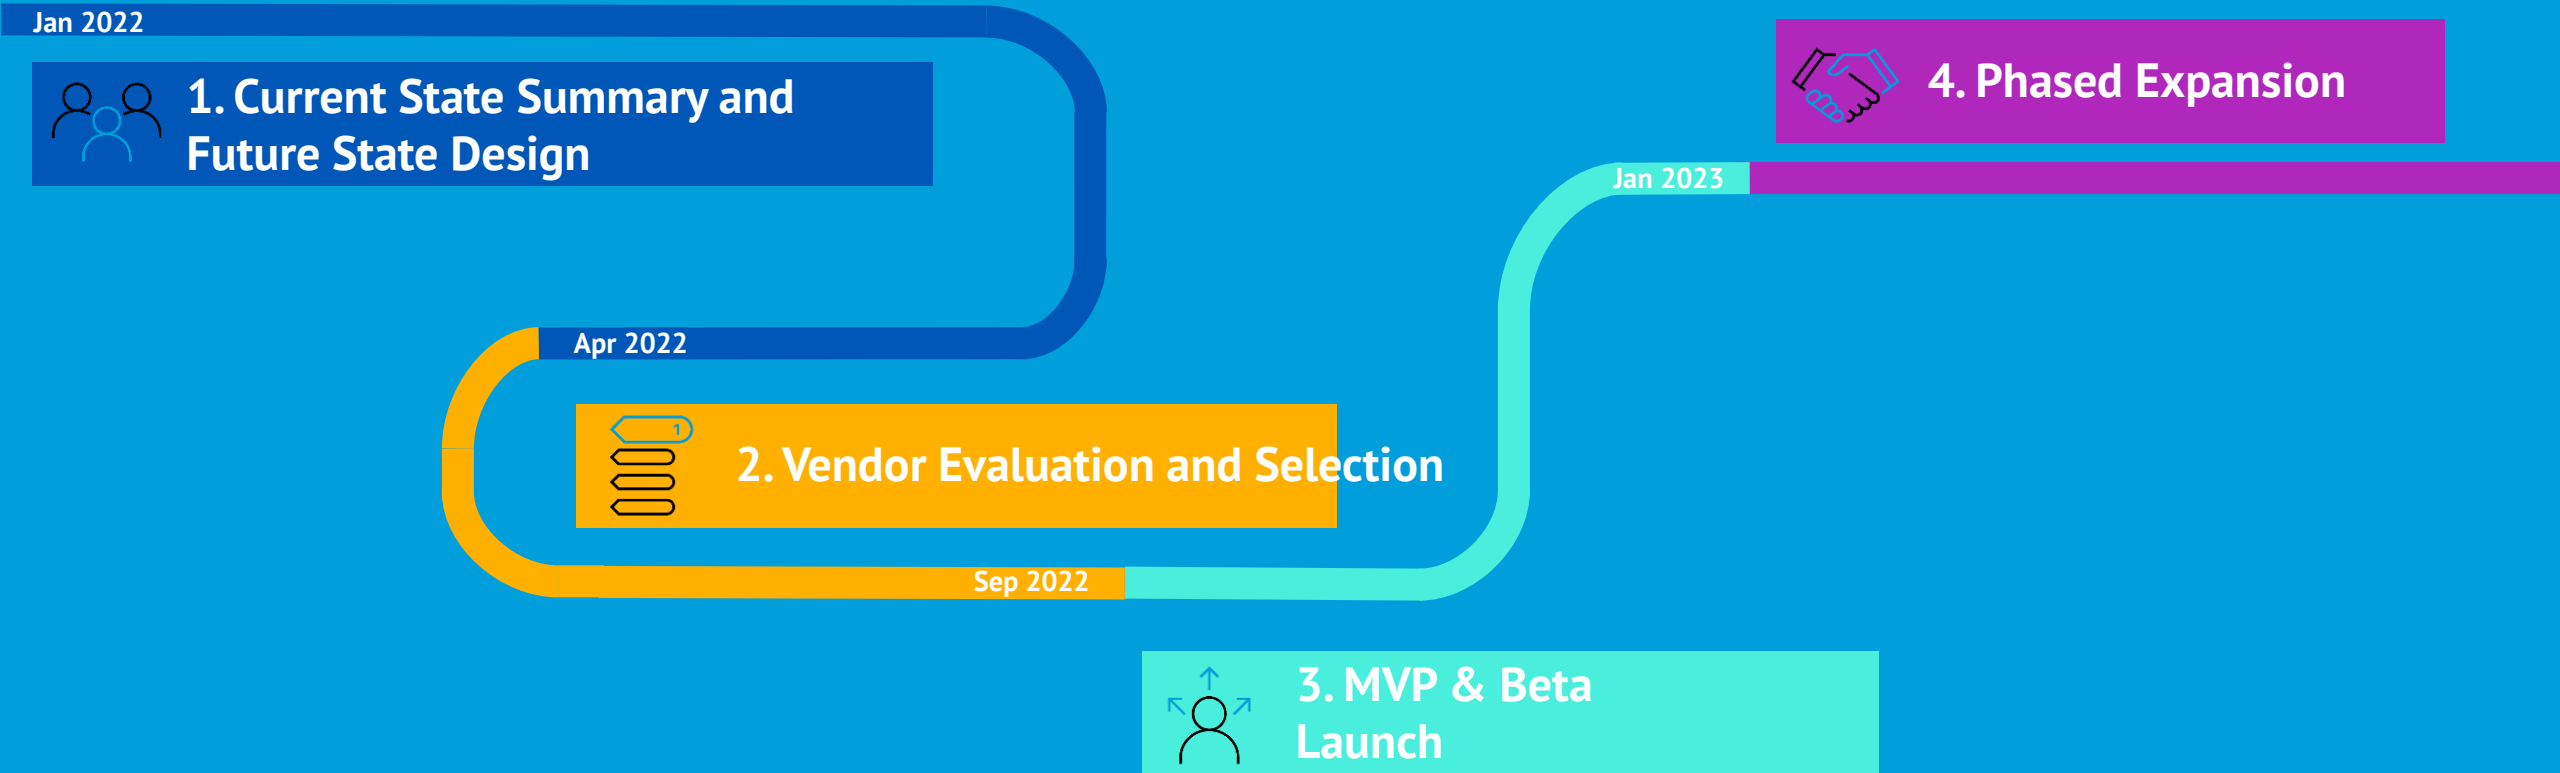 Jan 2022
1. Current State Summary and
Future State Design
Apr 2022
1
2. Vendor Evaluation and Selection
Sep 2022
3. MVP & Beta
Launch
Jan 2023
4. Phased Expansion